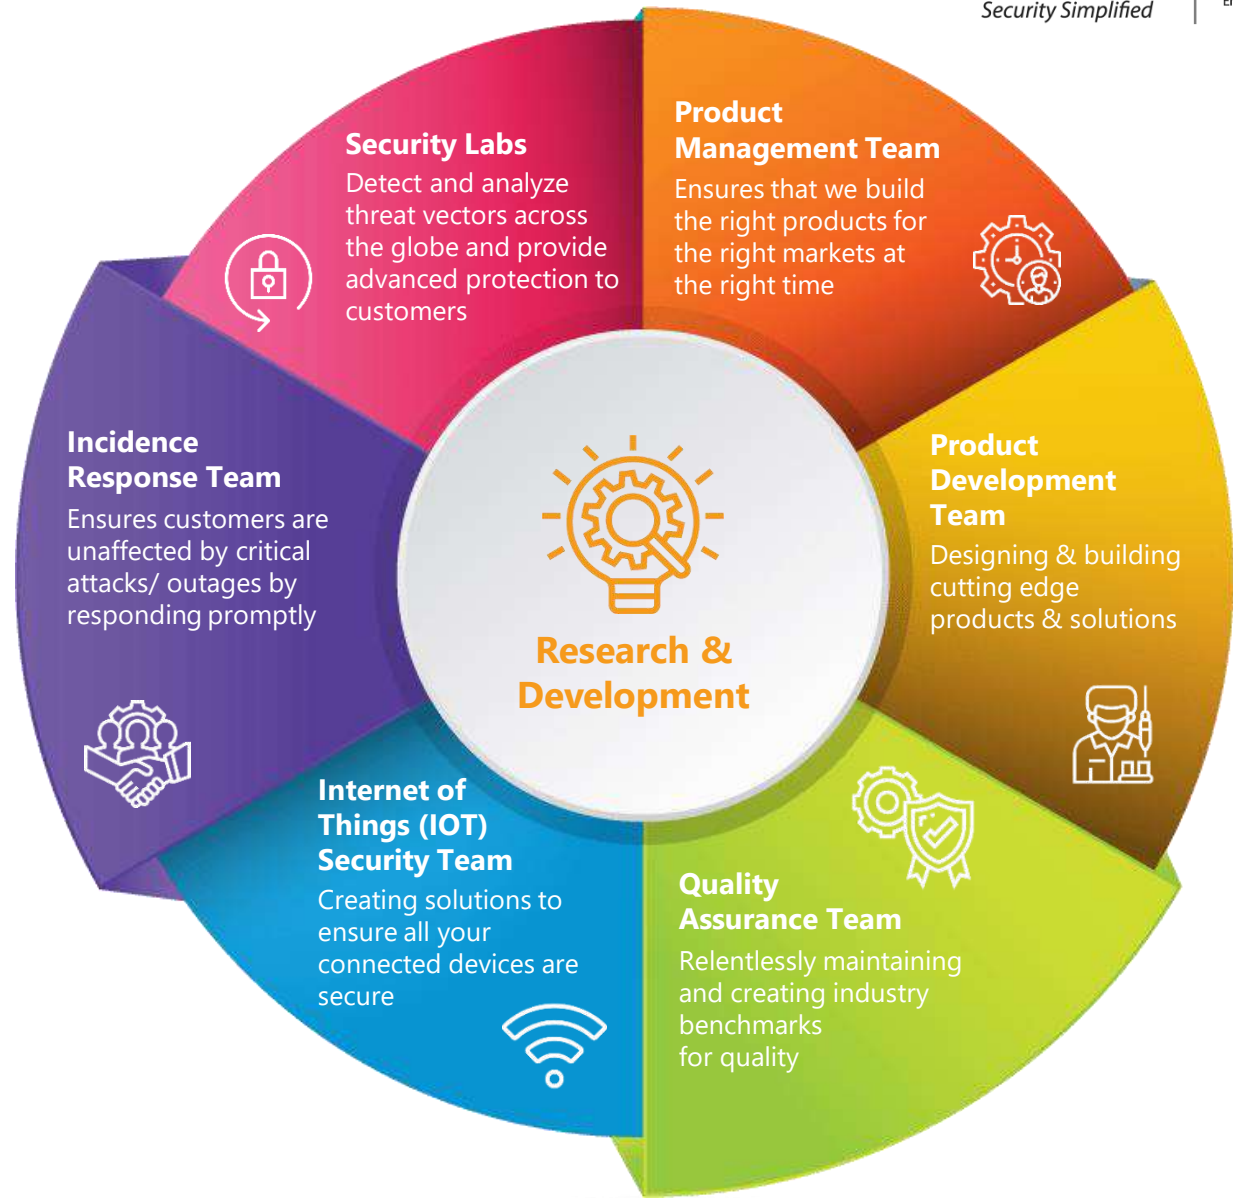 Security Simplified
Security Labs
Detect and analyze
threat vectors across
the globe and provide
advanced protection to
customers
Product
Management Team
Ensures that we build
the right products for
the right markets at
the right time
Product
Development
Team
Designing & building
cutting edge
products & solutions
Quality
Assurance Team
Relentlessly maintaining
and creating industry
benchmarks
for quality
Internet of
Things (IOT)
Security Team
Creating solutions to
ensure all your
connected devices are
secure
Incidence
Response Team
Ensures customers are
unaffected by critical
attacks/ outages by
responding promptly
Research &
Development